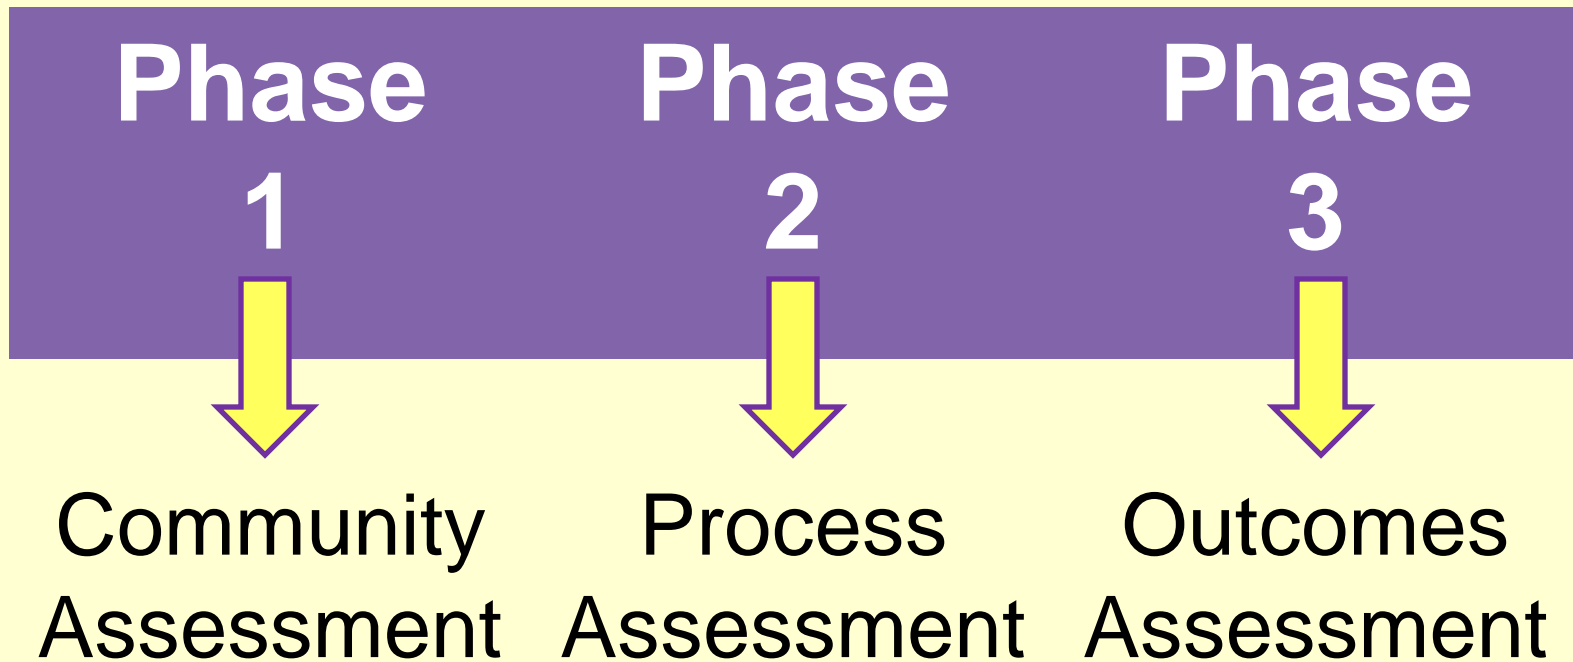 Phase
1
Phase
2
Phase
3
Community
Assessment
Process
Assessment
Outcomes
Assessment